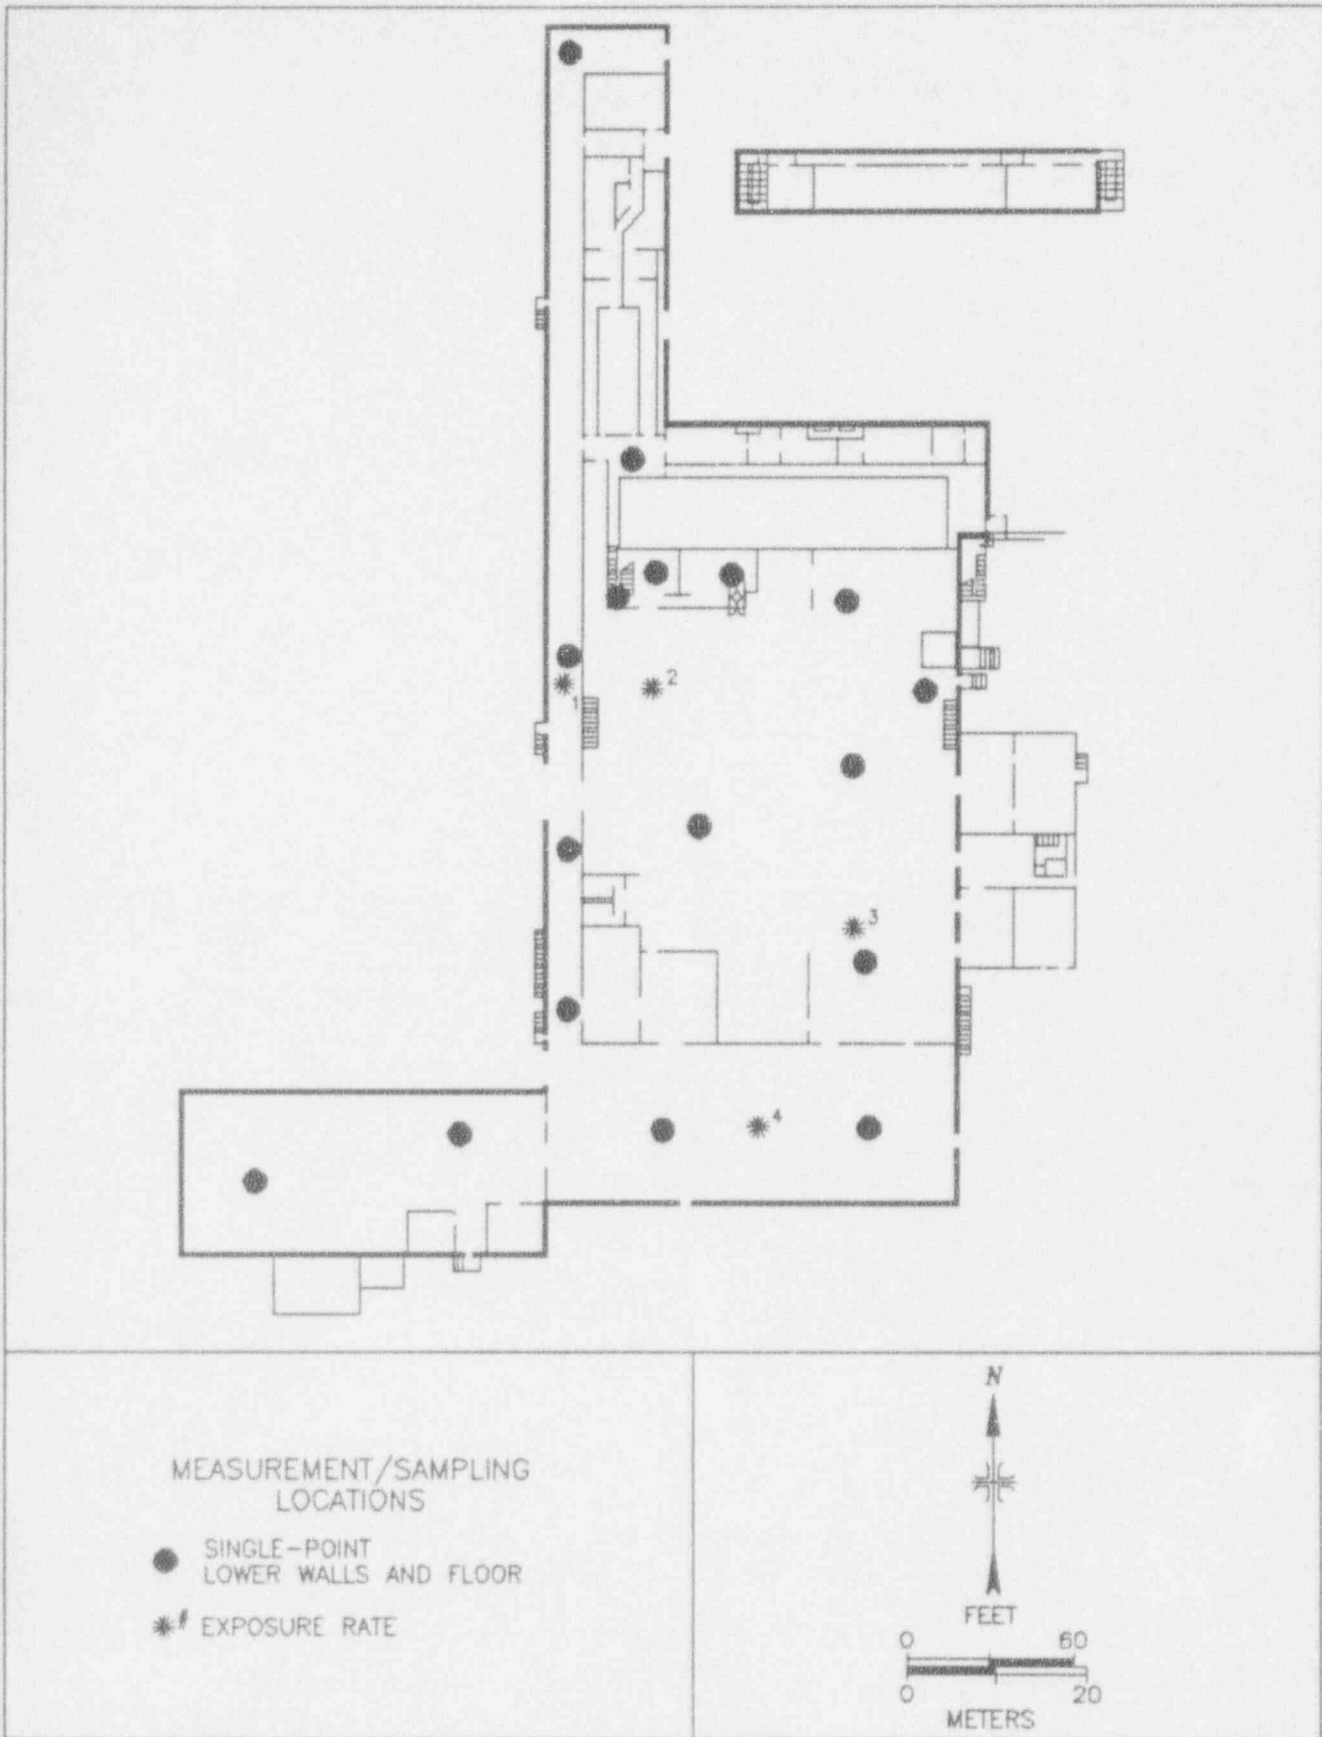 1
2
3
4
MEASUREMENT/SAMPLING
LOCATIONS
SINGLE-POINT
LOWER WALLS AND FLOOR
# EXPOSURE RATE
N
FEET
0 60
0 20
METERS